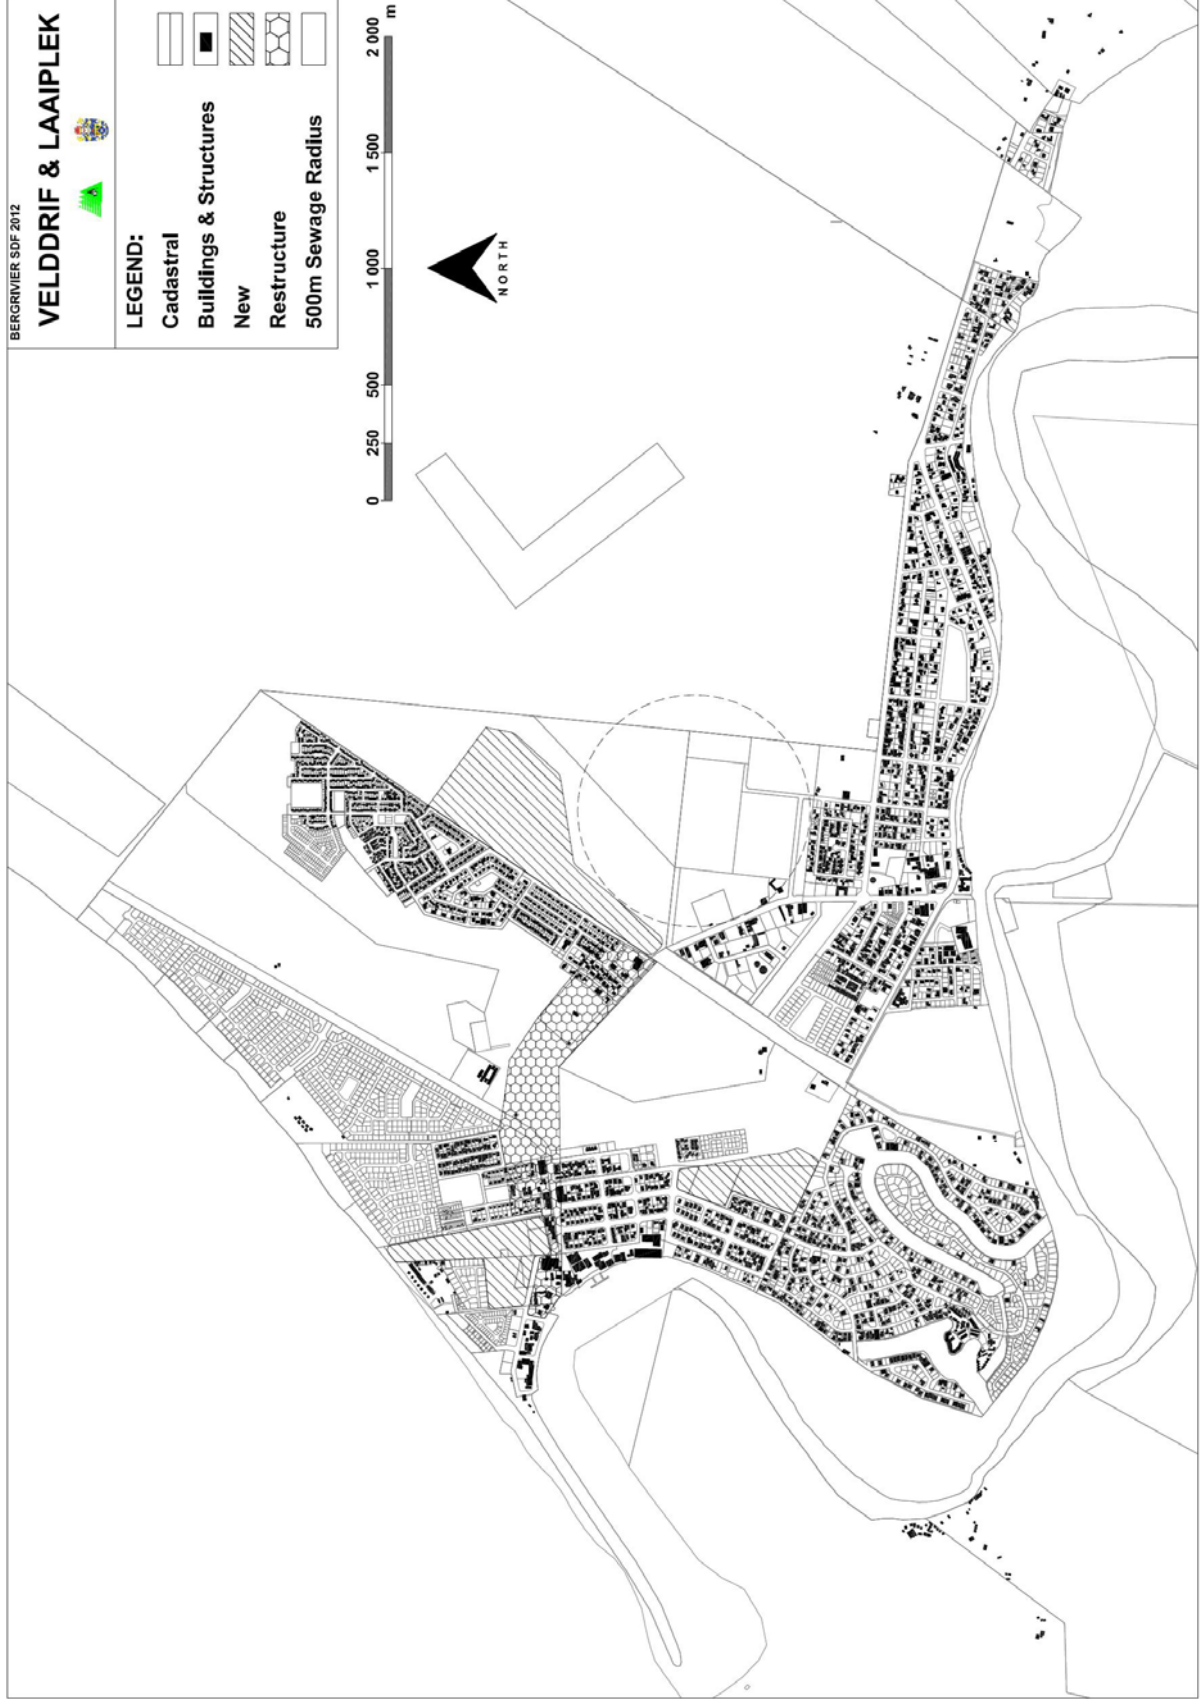 BERGRIVIER SDF 2012
VELDDRIF & LAAIPLEK
LEGEND:
Cadastral
Buildings & Structures
New
Restructure
500m Sewage Radius
0 250 500 1 000 1 500 2 000 m
NORTH